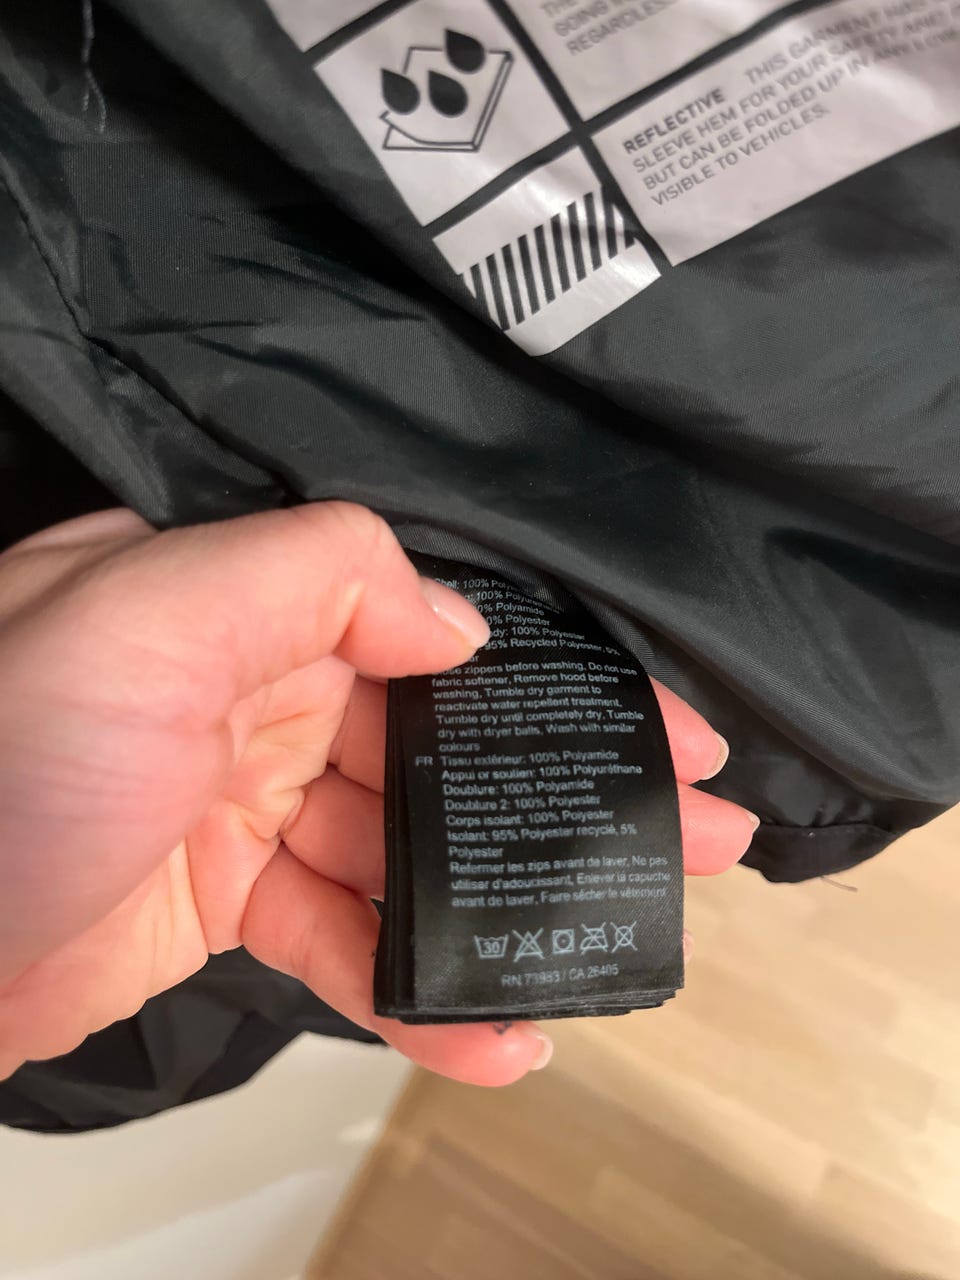 THE
GOING
REGARDLESS
REFLECTIVE THIS GARMENT HAS
SLEEVE HEM FOR YOUR SAFETY AND
BUT CAN BE FOLDED UP IN
VISIBLE TO VEHICLES.
Shell: 100%
100%
Polyamide
Polyester
100% Polyester
95% Recycled Polyester, 5%
zippers before washing, Do not use
fabric softener, Remove hood before
washing, Tumble dry garment to
reactivate water repellent treatment,
Tumble dry until completely dry, Tumble
dry with dryer balls, Wash with similar
colours
FR Tissu extérieur: 100% Polyamide
Appui or soutien: 100% Polyuréthane
Doublure: 100% Polyamide
Doublure 2: 100% Polyester
Corps isolant: 100% Polyester
Isolant: 95% Polyester recyclé, 5%
Polyester
Refermer les zips avant de laver, Ne pas
utiliser d'adoucissant, Enlever la capuche
avant de laver, Faire sécher le vêtement
30
RN 73983 / CA 26405